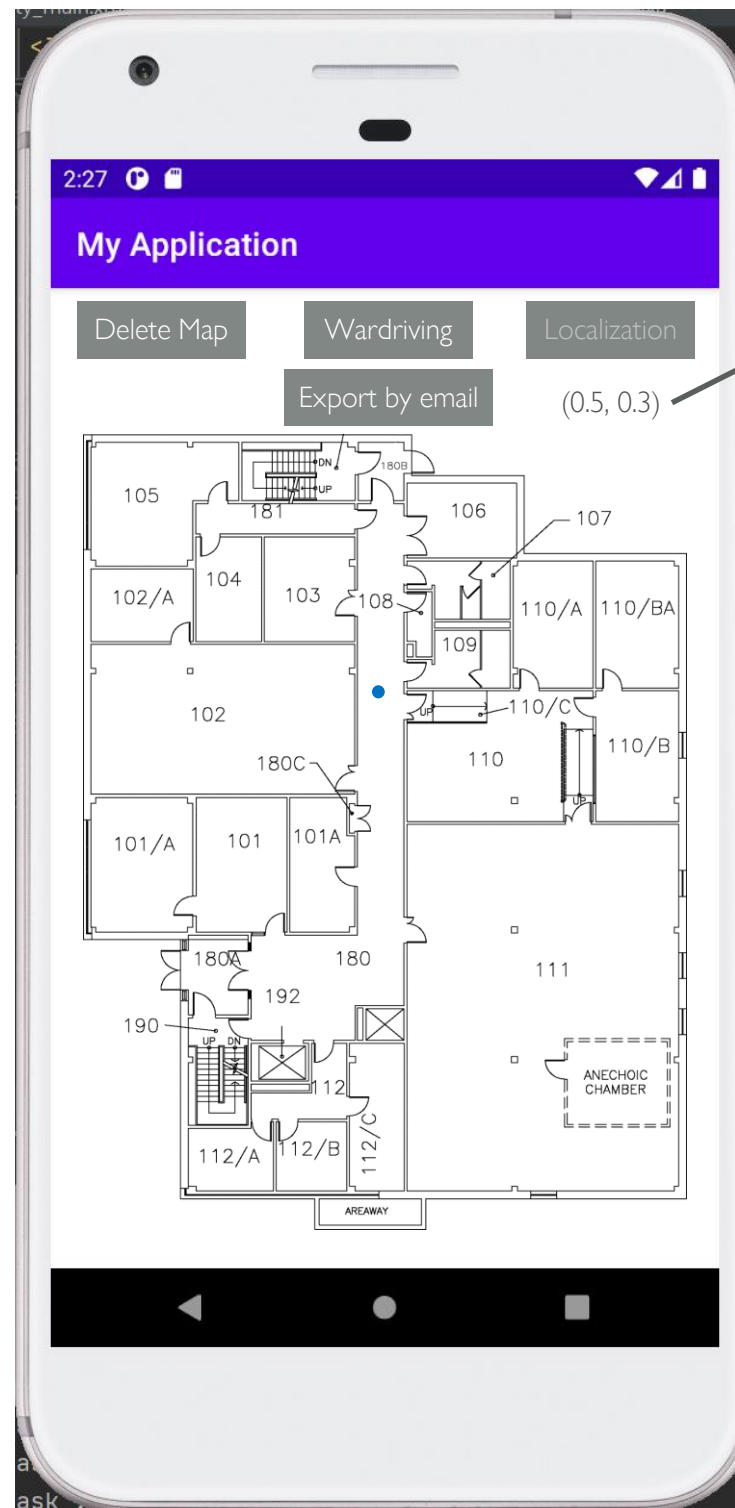 2:27
My Application
Delete Map
Wardriving
Localization
Export by email
(0.5, 0.3)
DN
180B
UP
105
181
106
107
104
102/A
103
108
110/A
110/BA
109
102
UP
110/C
180C
110
110/B
UP
101/A
101
101A
180A
180
111
192
190
UP
DN
ANECHOIC
CHAMBER
112
112/A
112/B
112/C
AREAWAY
ask